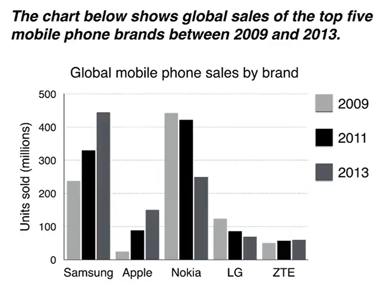 The chart below shows global sales of the top five
mobile phone brands between 2009 and 2013.
Global mobile phone sales by brand
Units sold (millions)
500
400
300
200
100
0
Samsung Apple Nokia LG ZTE
2009
2011
2013